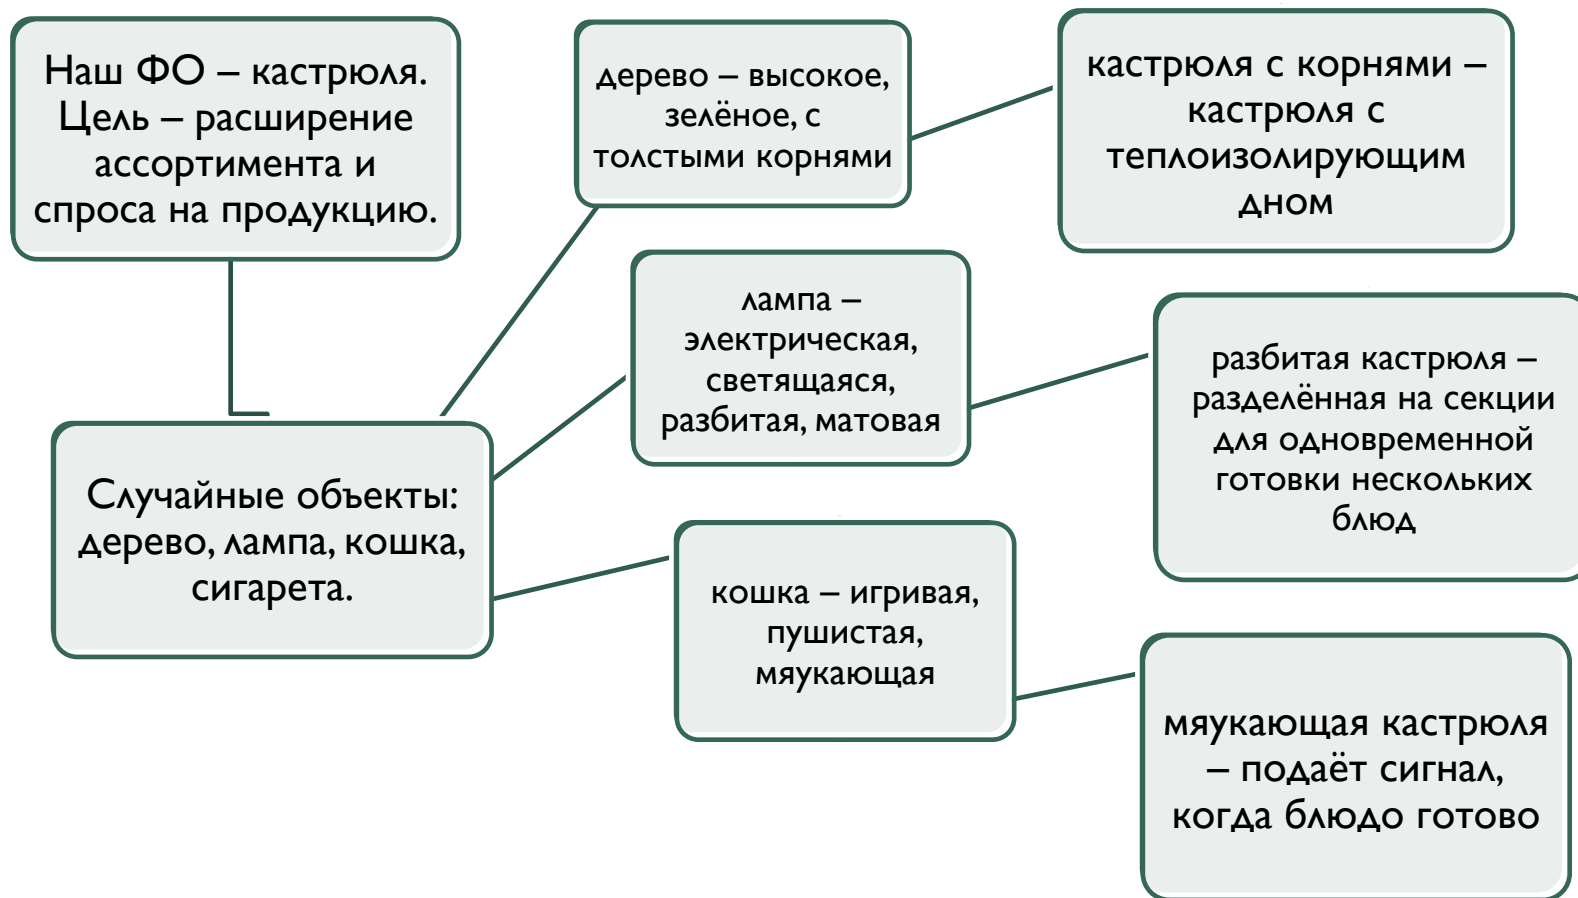 Наш ФО – кастрюля.
Цель – расширение
ассортимента и
спроса на продукцию.
Случайные объекты:
дерево, лампа, кошка,
сигарета.
дерево – высокое,
зелёное, с
толстыми корнями
кастрюля с корнями –
кастрюля с
теплоизолирующим
дном
лампа –
электрическая,
светящаяся,
разбитая, матовая
разбитая кастрюля –
разделённая на секции
для одновременной
готовки нескольких
блюд
кошка – игривая,
пушистая,
мяукающая
мяукающая кастрюля
– подаёт сигнал,
когда блюдо готово